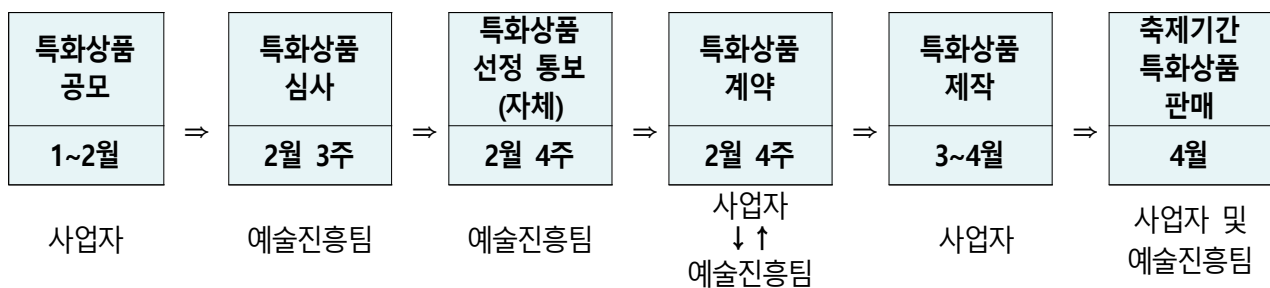 특화상품
공모
1~2월
사업자
⇒
특화상품
심사
2월 3주
예술진흥팀
⇒
특화상품
선정 통보
(자체)
2월 4주
예술진흥팀
⇒
특화상품
계약
2월 4주
사업자
↓↑
예술진흥팀
⇒
특화상품
제작
3~4월
사업자
⇒
축제기간
특화상품
판매
4월
사업자 및
예술진흥팀